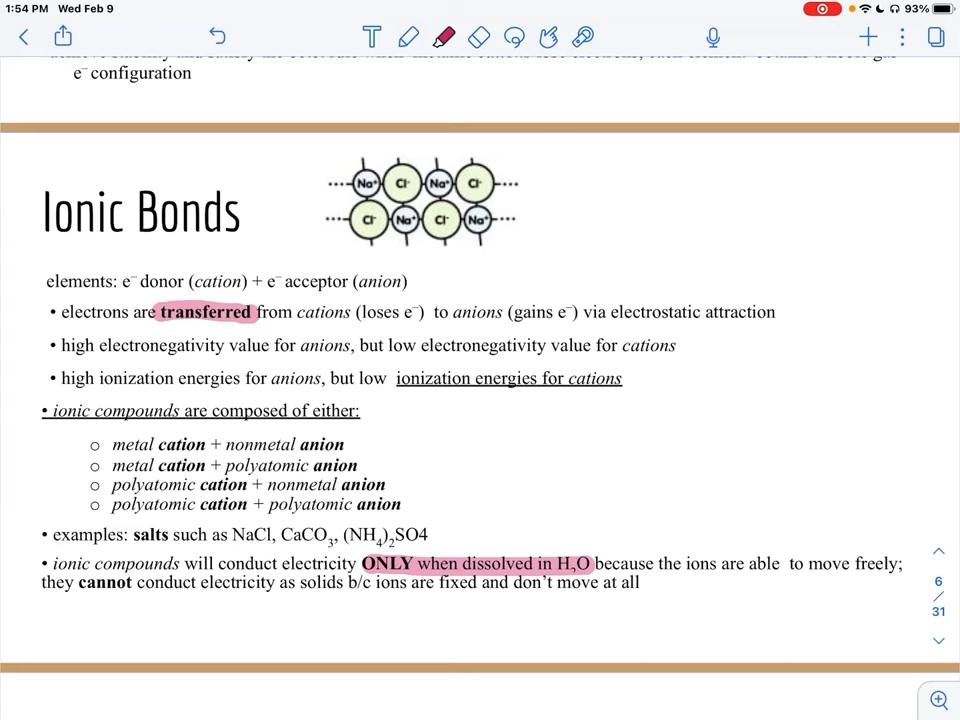 1:54 PM Wed Feb 9
93%
e⁻ configuration
Ionic Bonds
Na⁺ Cl⁻ Na⁺ Cl⁻
Cl⁻ Na⁺ Cl⁻ Na⁺
elements: e⁻ donor (cation) + e⁻ acceptor (anion)
• electrons are transferred from cations (loses e⁻) to anions (gains e⁻) via electrostatic attraction
• high electronegativity value for anions, but low electronegativity value for cations
• high ionization energies for anions, but low ionization energies for cations
• ionic compounds are composed of either:
o metal cation + nonmetal anion
o metal cation + polyatomic anion
o polyatomic cation + nonmetal anion
o polyatomic cation + polyatomic anion
• examples: salts such as NaCl, CaCO₃, (NH₄)₂SO4
• ionic compounds will conduct electricity ONLY when dissolved in H₂O because the ions are able to move freely;
they cannot conduct electricity as solids b/c ions are fixed and don't move at all
6
/
31